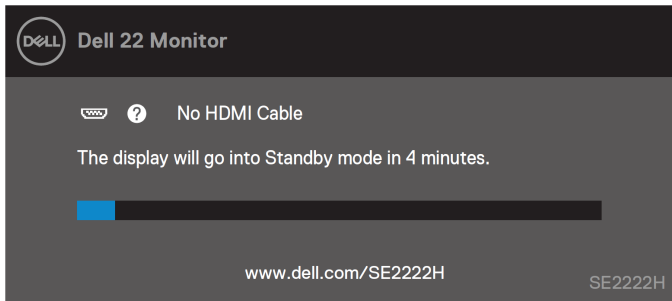 DELL Dell 22 Monitor
? No HDMI Cable
The display will go into Standby mode in 4 minutes.
www.dell.com/SE2222H
SE2222H